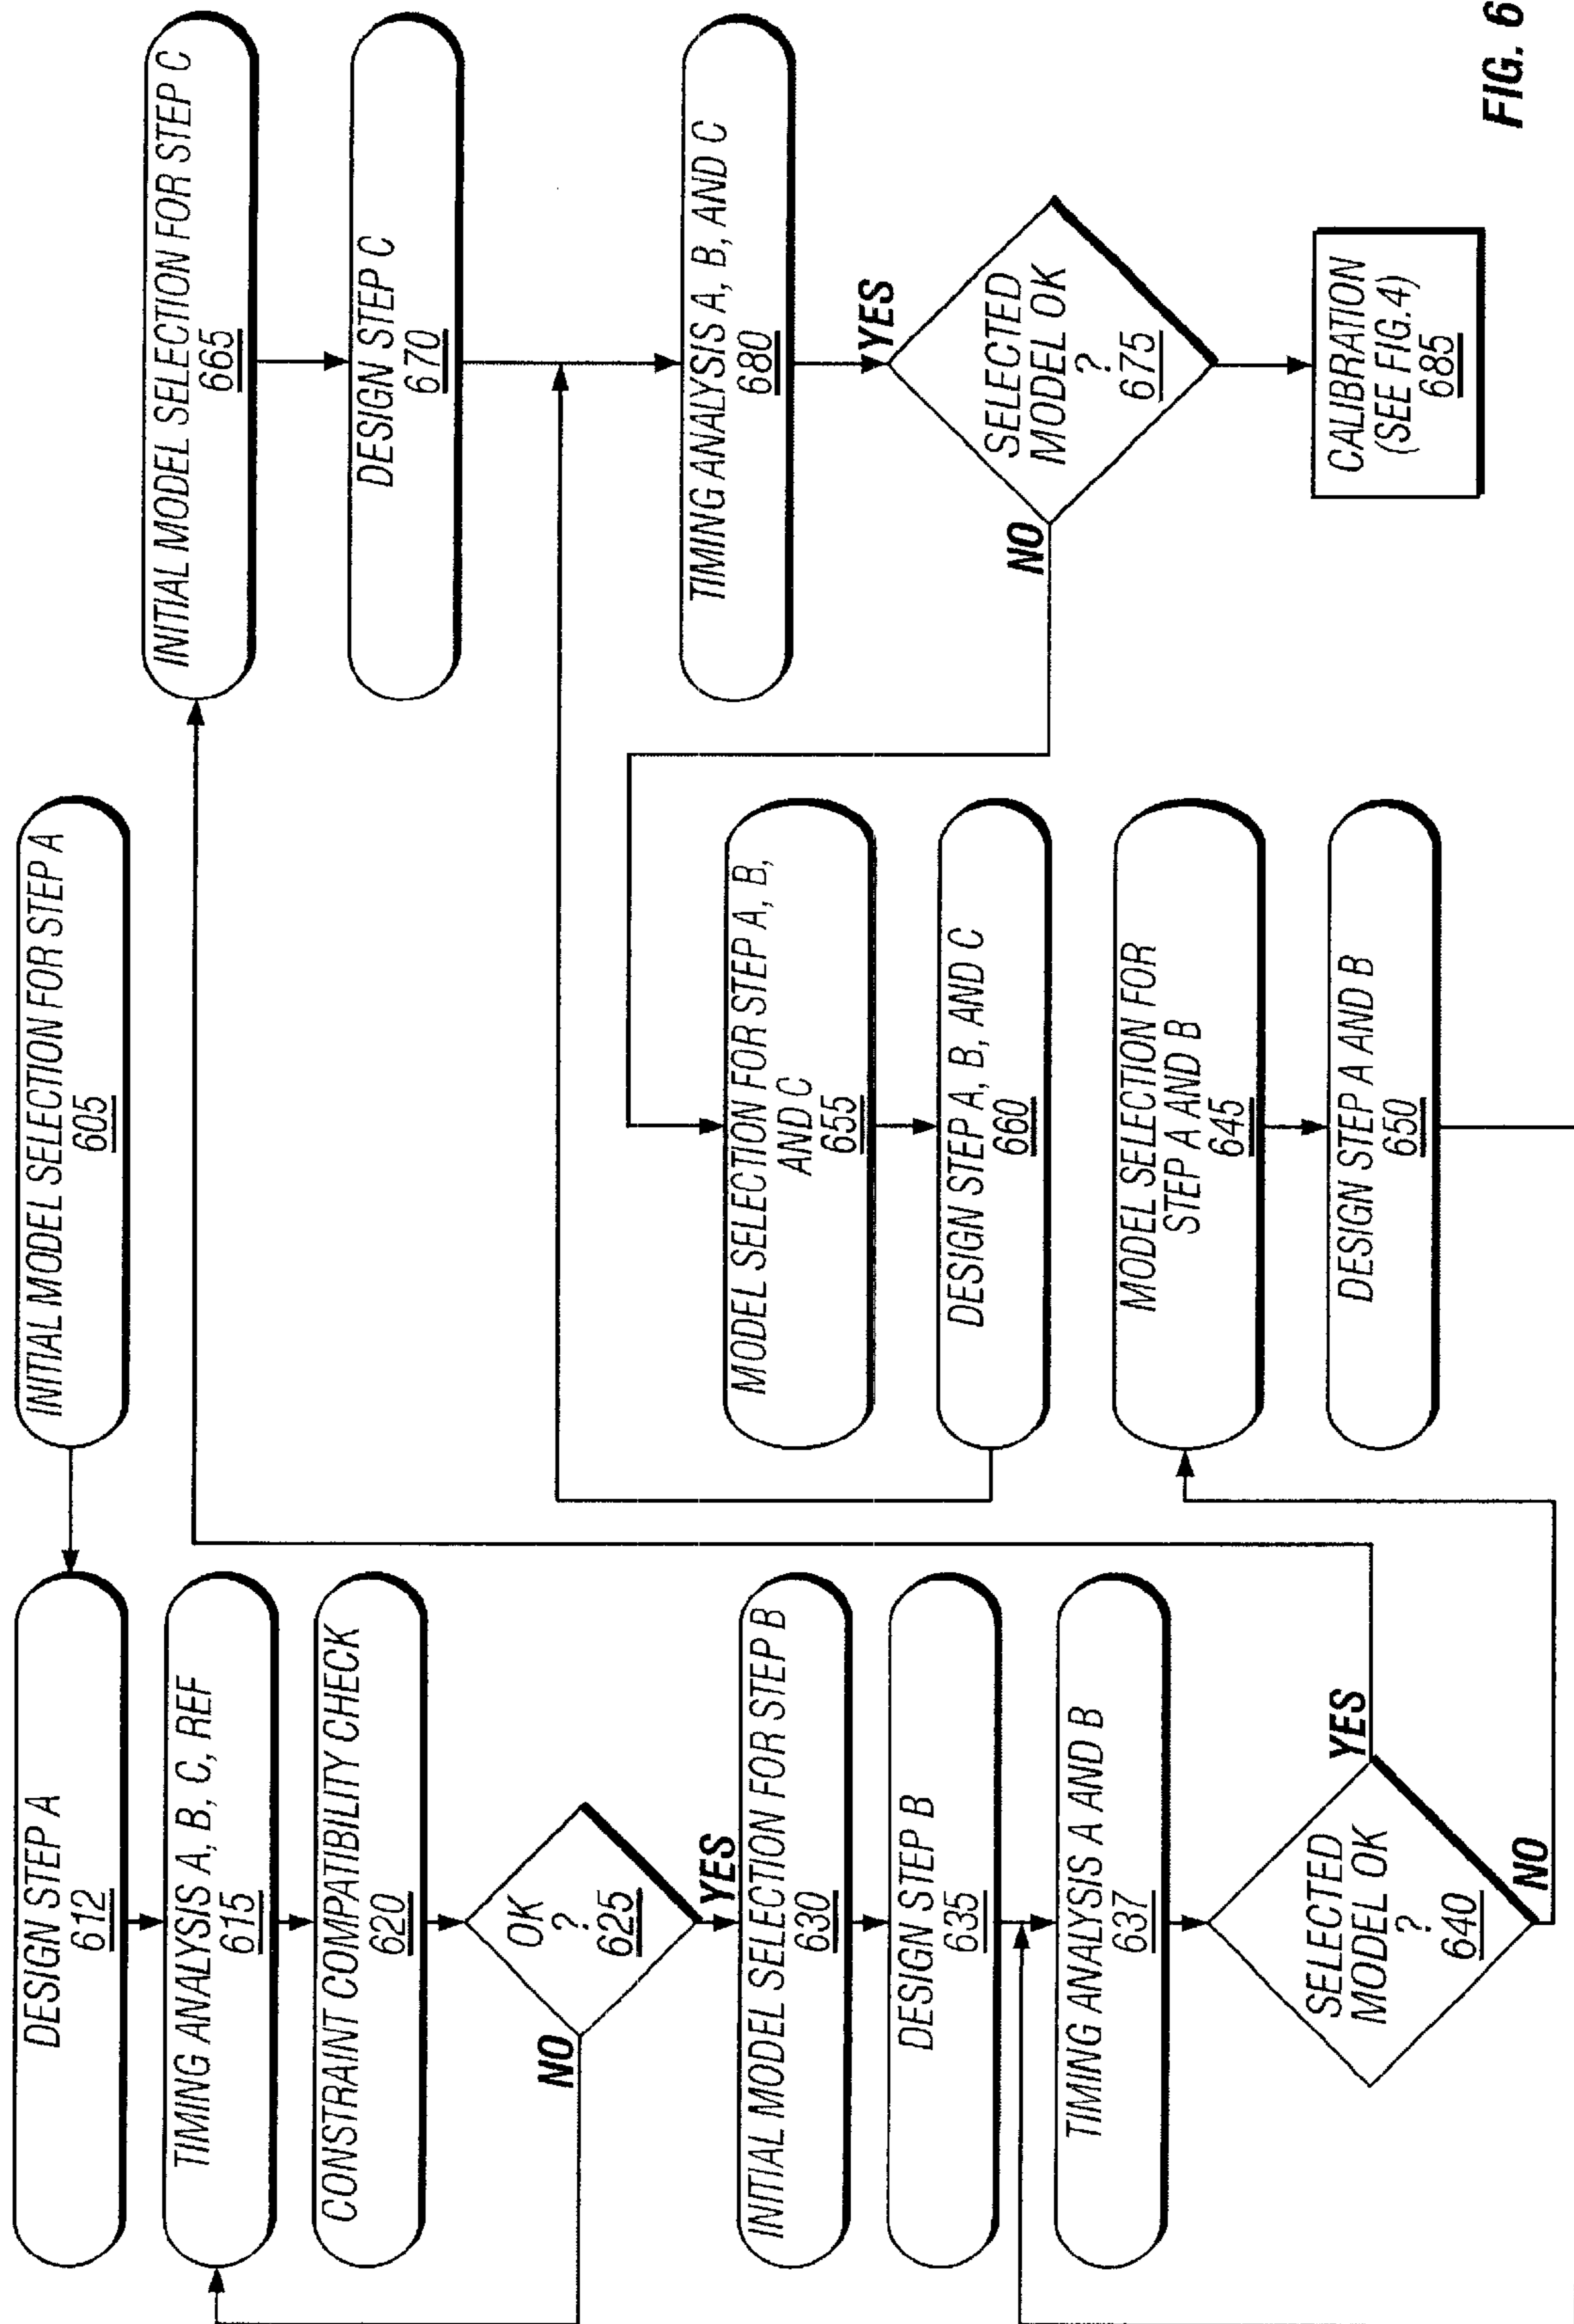 INITIAL MODEL SELECTION FOR STEP A
605
DESIGN STEP A
612
TIMING ANALYSIS A, B, C, REF
615
CONSTRAINT COMPATIBILITY CHECK
620
OK
?
625
NO
YES
INITIAL MODEL SELECTION FOR STEP B
630
DESIGN STEP B
635
TIMING ANALYSIS A AND B
637
SELECTED
MODEL OK
?
640
YES
NO
MODEL SELECTION FOR STEP A, B,
AND C
655
DESIGN STEP A, B, AND C
660
MODEL SELECTION FOR
STEP A AND B
645
DESIGN STEP A AND B
650
INITIAL MODEL SELECTION FOR STEP C
665
DESIGN STEP C
670
TIMING ANALYSIS A, B, AND C
680
YES
SELECTED
MODEL OK
?
675
NO
CALIBRATION
(SEE FIG.4)
685
FIG. 6